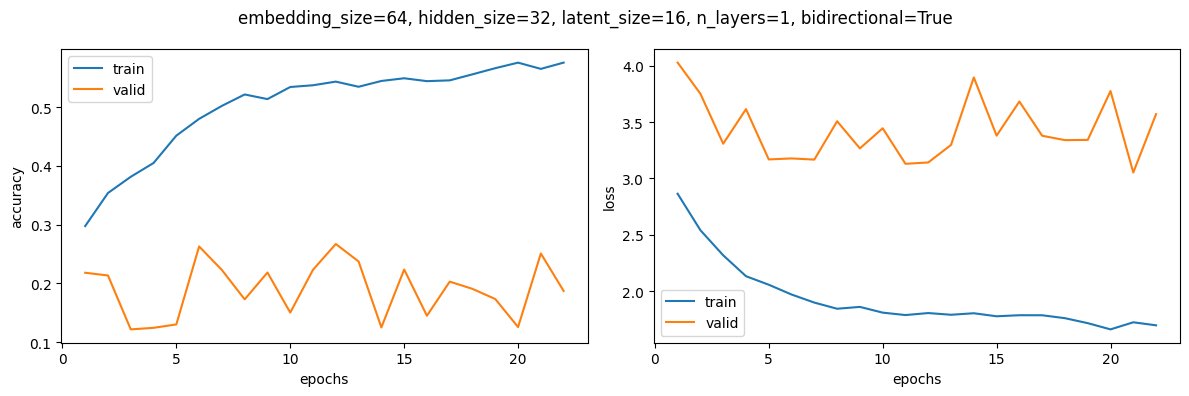 embedding_size=64, hidden_size=32, latent_size=16, n_layers=1, bidirectional=True
train
valid
0.5
0.4
0.3
0.2
0.1
accuracy
0
5
10
15
20
epochs
4.0
3.5
3.0
2.5
2.0
loss
train
valid
0
5
10
15
20
epochs